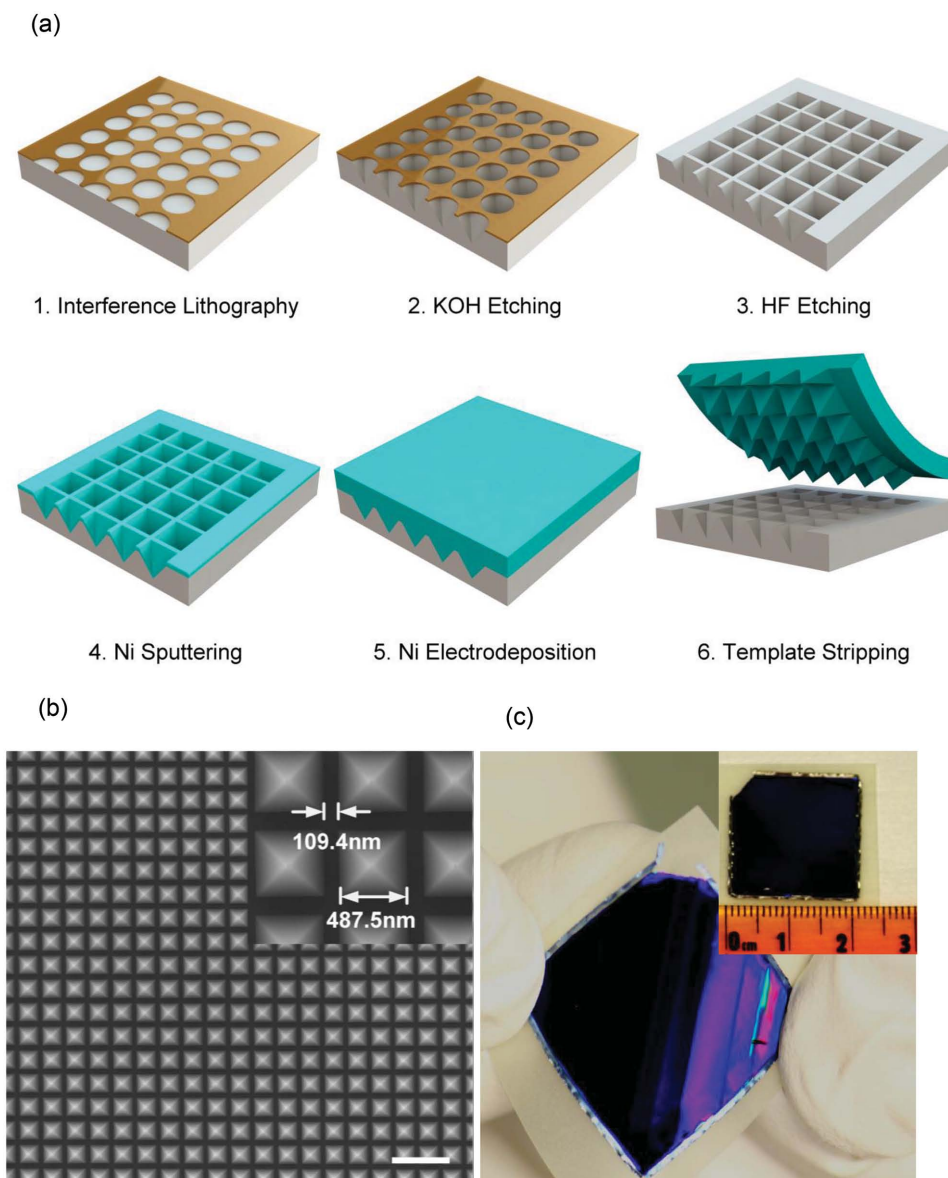 (a)
1. Interference Lithography
2. KOH Etching
3. HF Etching
4. Ni Sputtering
5. Ni Electrodeposition
6. Template Stripping
(b)
(c)
109.4nm
487.5nm
0cm 1 2 3